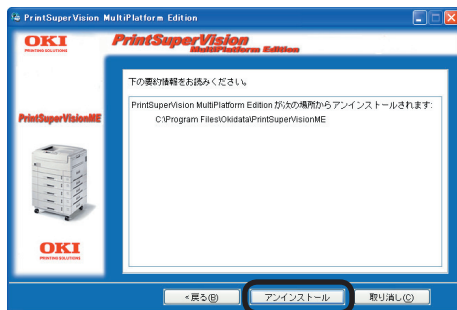 PrintSuperVision MultiPlatform Edition
OKI
PRINTING SOLUTIONS
PrintSuperVision
MultiPlatform Edition
下の要約情報をお読みください。
PrintSuperVision MultiPlatform Edition が次の場所からアンインストールされます:
C:\Program Files\Okidata\PrintSuperVisionME
PrintSuperVisionME
OKI
PRINTING SOLUTIONS
<戻る(B)
アンインストール
取り消し(C)